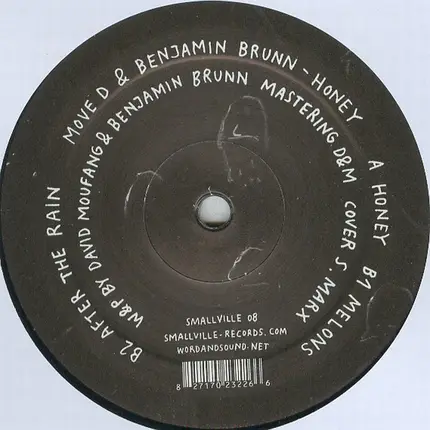 MOVE D & BENJAMIN BRUNN – HONEY
A HONEY B1 MELONS
B2 AFTER THE RAIN
W&P BY DAVID MOUFANG & BENJAMIN BRUNN MASTERING D&M COVER S. MARX
SMALLVILLE 08
SMALLVILLE-RECORDS.COM
WORDANDSOUND.NET
8 27170 23226 6